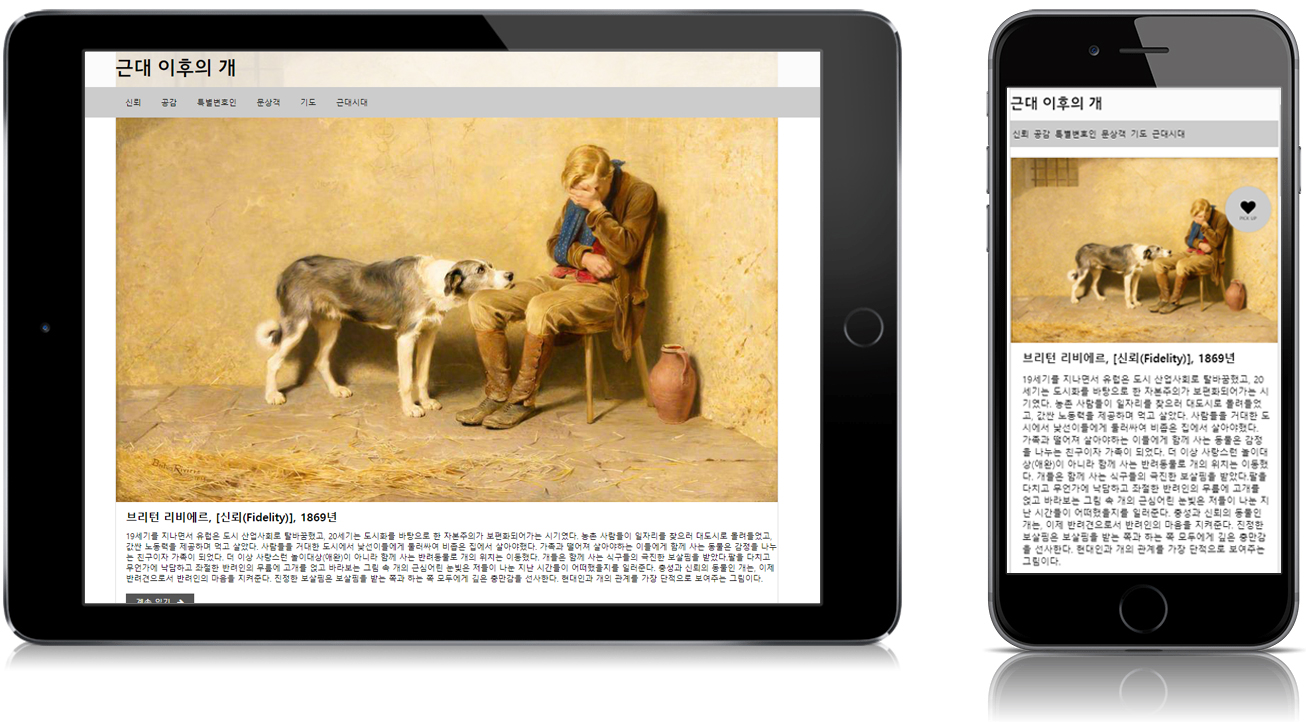 근대 이후의 개
신뢰 공감 특별변호인 문상객 기도 근대시대
Briton Riviere
브리턴 리비에르, [신뢰(Fidelity)], 1869년
19세기를 지나면서 유럽은 도시 산업사회로 탈바꿈했고, 20세기는 도시화를 바탕으로 한 자본주의가 보편화되어가는 시기였다. 농촌 사람들이 일자리를 찾으러 대도시로 몰려들었고,
값싼 노동력을 제공하며 먹고 살았다. 사람들을 거대한 도시에서 낯선이들에게 둘러싸여 비좁은 집에서 살아야했다. 가족과 떨어져 살아야하는 이들에게 함께 사는 동물은 감정을 나누
는 친구이자 가족이 되었다. 더 이상 사랑스런 놀이대상(애완)이 아니라 함께 사는 반려동물로 개의 위치는 이동했다. 개들은 함께 사는 식구들의 극진한 보살핌을 받았다.팔을 다치고
무언가에 낙담하고 좌절한 반려인의 무릎에 고개를 얹고 바라보는 그림 속 개의 근심어린 눈빛은 저들이 나눈 지난 시간들이 어떠했을지를 일러준다. 충성과 신뢰의 동물인 개는, 이제
반려견으로서 반려인의 마음을 지켜준다. 진정한 보살핌은 보살핌을 받는 쪽과 하는 쪽 모두에게 깊은 충만감을 선사한다. 현대인과 개의 관계를 가장 단적으로 보여주는 그림이다.
계속 읽기 →
근대 이후의 개
신뢰 공감 특별변호인 문상객 기도 근대시대
PICK UP
브리턴 리비에르, [신뢰(Fidelity)], 1869년
19세기를 지나면서 유럽은 도시 산업사회로 탈바꿈했고, 20
세기는 도시화를 바탕으로 한 자본주의가 보편화되어가는 시
기였다. 농촌 사람들이 일자리를 찾으러 대도시로 몰려들었
고, 값싼 노동력을 제공하며 먹고 살았다. 사람들을 거대한 도
시에서 낯선이들에게 둘러싸여 비좁은 집에서 살아야했다.
가족과 떨어져 살아야하는 이들에게 함께 사는 동물은 감정
을 나누는 친구이자 가족이 되었다. 더 이상 사랑스런 놀이대
상(애완)이 아니라 함께 사는 반려동물로 개의 위치는 이동했
다. 개들은 함께 사는 식구들의 극진한 보살핌을 받았다.팔을
다치고 무언가에 낙담하고 좌절한 반려인의 무릎에 고개를
얹고 바라보는 그림 속 개의 근심어린 눈빛은 저들이 나눈 지
난 시간들이 어떠했을지를 일러준다. 충성과 신뢰의 동물인
개는, 이제 반려견으로서 반려인의 마음을 지켜준다. 진정한
보살핌은 보살핌을 받는 쪽과 하는 쪽 모두에게 깊은 충만감
을 선사한다. 현대인과 개의 관계를 가장 단적으로 보여주는
그림이다.